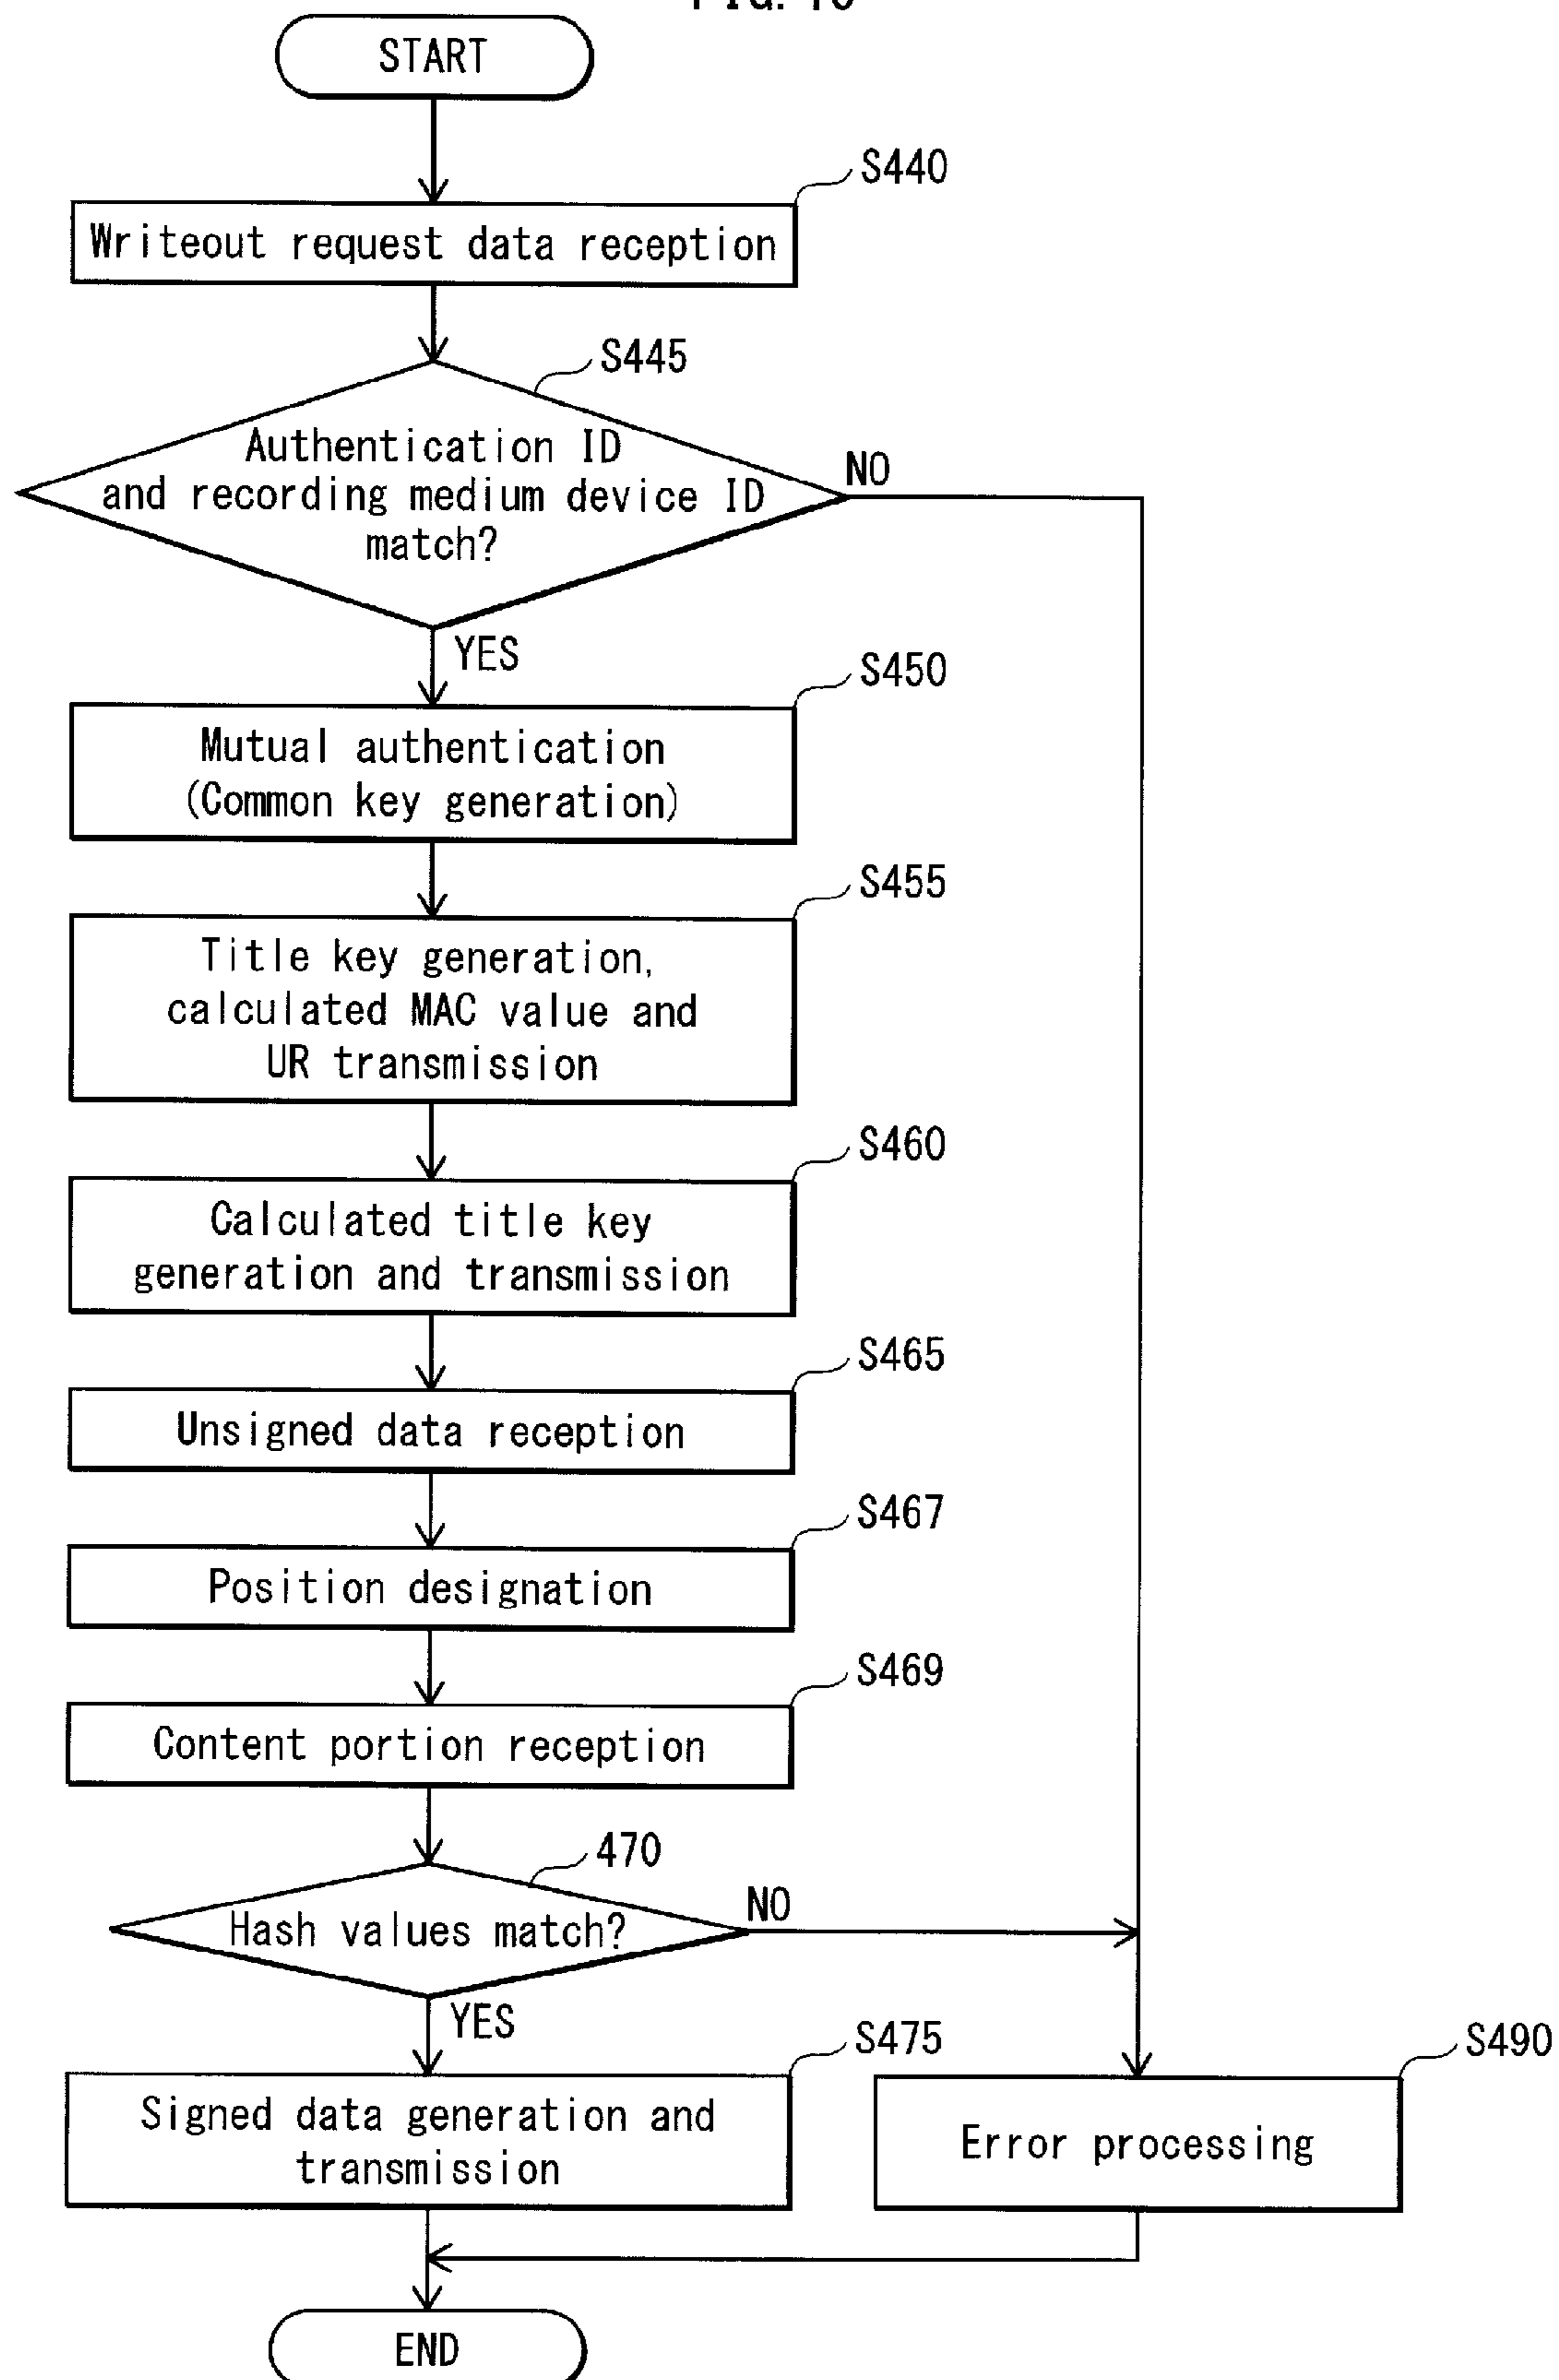 START
S440
Writeout request data reception
S445
Authentication ID
and recording medium device ID
match?
NO
YES
S450
Mutual authentication
(Common key generation)
S455
Title key generation,
calculated MAC value and
UR transmission
S460
Calculated title key
generation and transmission
S465
Unsigned data reception
S467
Position designation
S469
Content portion reception
470
Hash values match?
NO
YES
S475
Signed data generation and
transmission
S490
Error processing
END